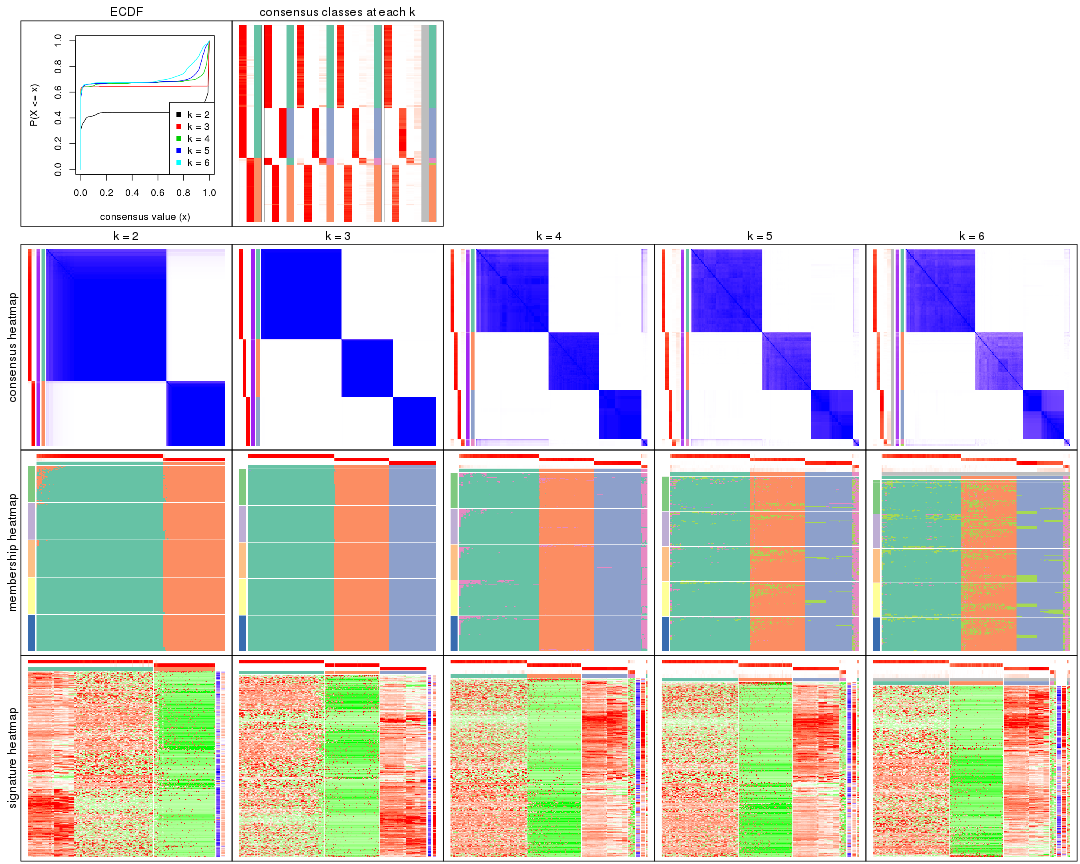 ECDF
consensus classes at each k
P(X <= x)
0.0
0.2
0.4
0.6
0.8
1.0
k = 2
k = 3
k = 4
k = 5
k = 6
0.0
0.2
0.4
0.6
0.8
1.0
consensus value (x)
k = 2
k = 3
k = 4
k = 5
k = 6
consensus heatmap
membership heatmap
signature heatmap